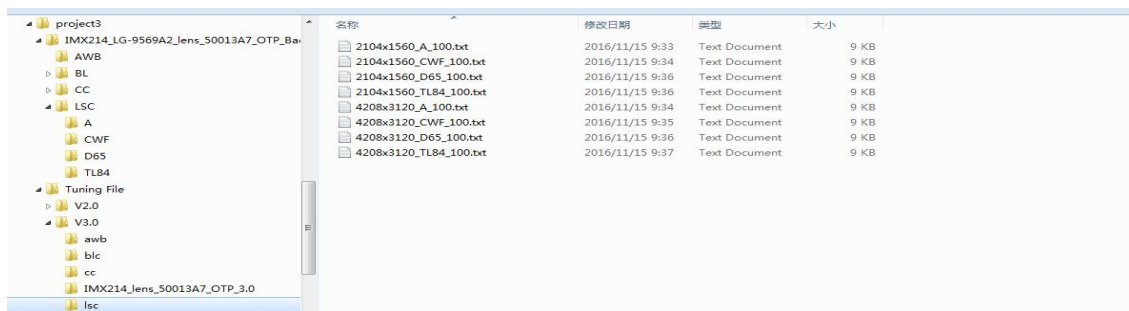 project3
IMX214_LG-9569A2_lens_50013A7_OTP_Ba
AWB
BL
CC
LSC
A
CWF
D65
TL84
Tuning File
V2.0
V3.0
awb
blc
cc
IMX214_lens_50013A7_OTP_3.0
lsc
名称 修改日期 类型 大小
2104x1560_A_100.txt 2016/11/15 9:33 Text Document 9 KB
2104x1560_CWF_100.txt 2016/11/15 9:34 Text Document 9 KB
2104x1560_D65_100.txt 2016/11/15 9:36 Text Document 9 KB
2104x1560_TL84_100.txt 2016/11/15 9:36 Text Document 9 KB
4208x3120_A_100.txt 2016/11/15 9:34 Text Document 9 KB
4208x3120_CWF_100.txt 2016/11/15 9:35 Text Document 9 KB
4208x3120_D65_100.txt 2016/11/15 9:36 Text Document 9 KB
4208x3120_TL84_100.txt 2016/11/15 9:37 Text Document 9 KB